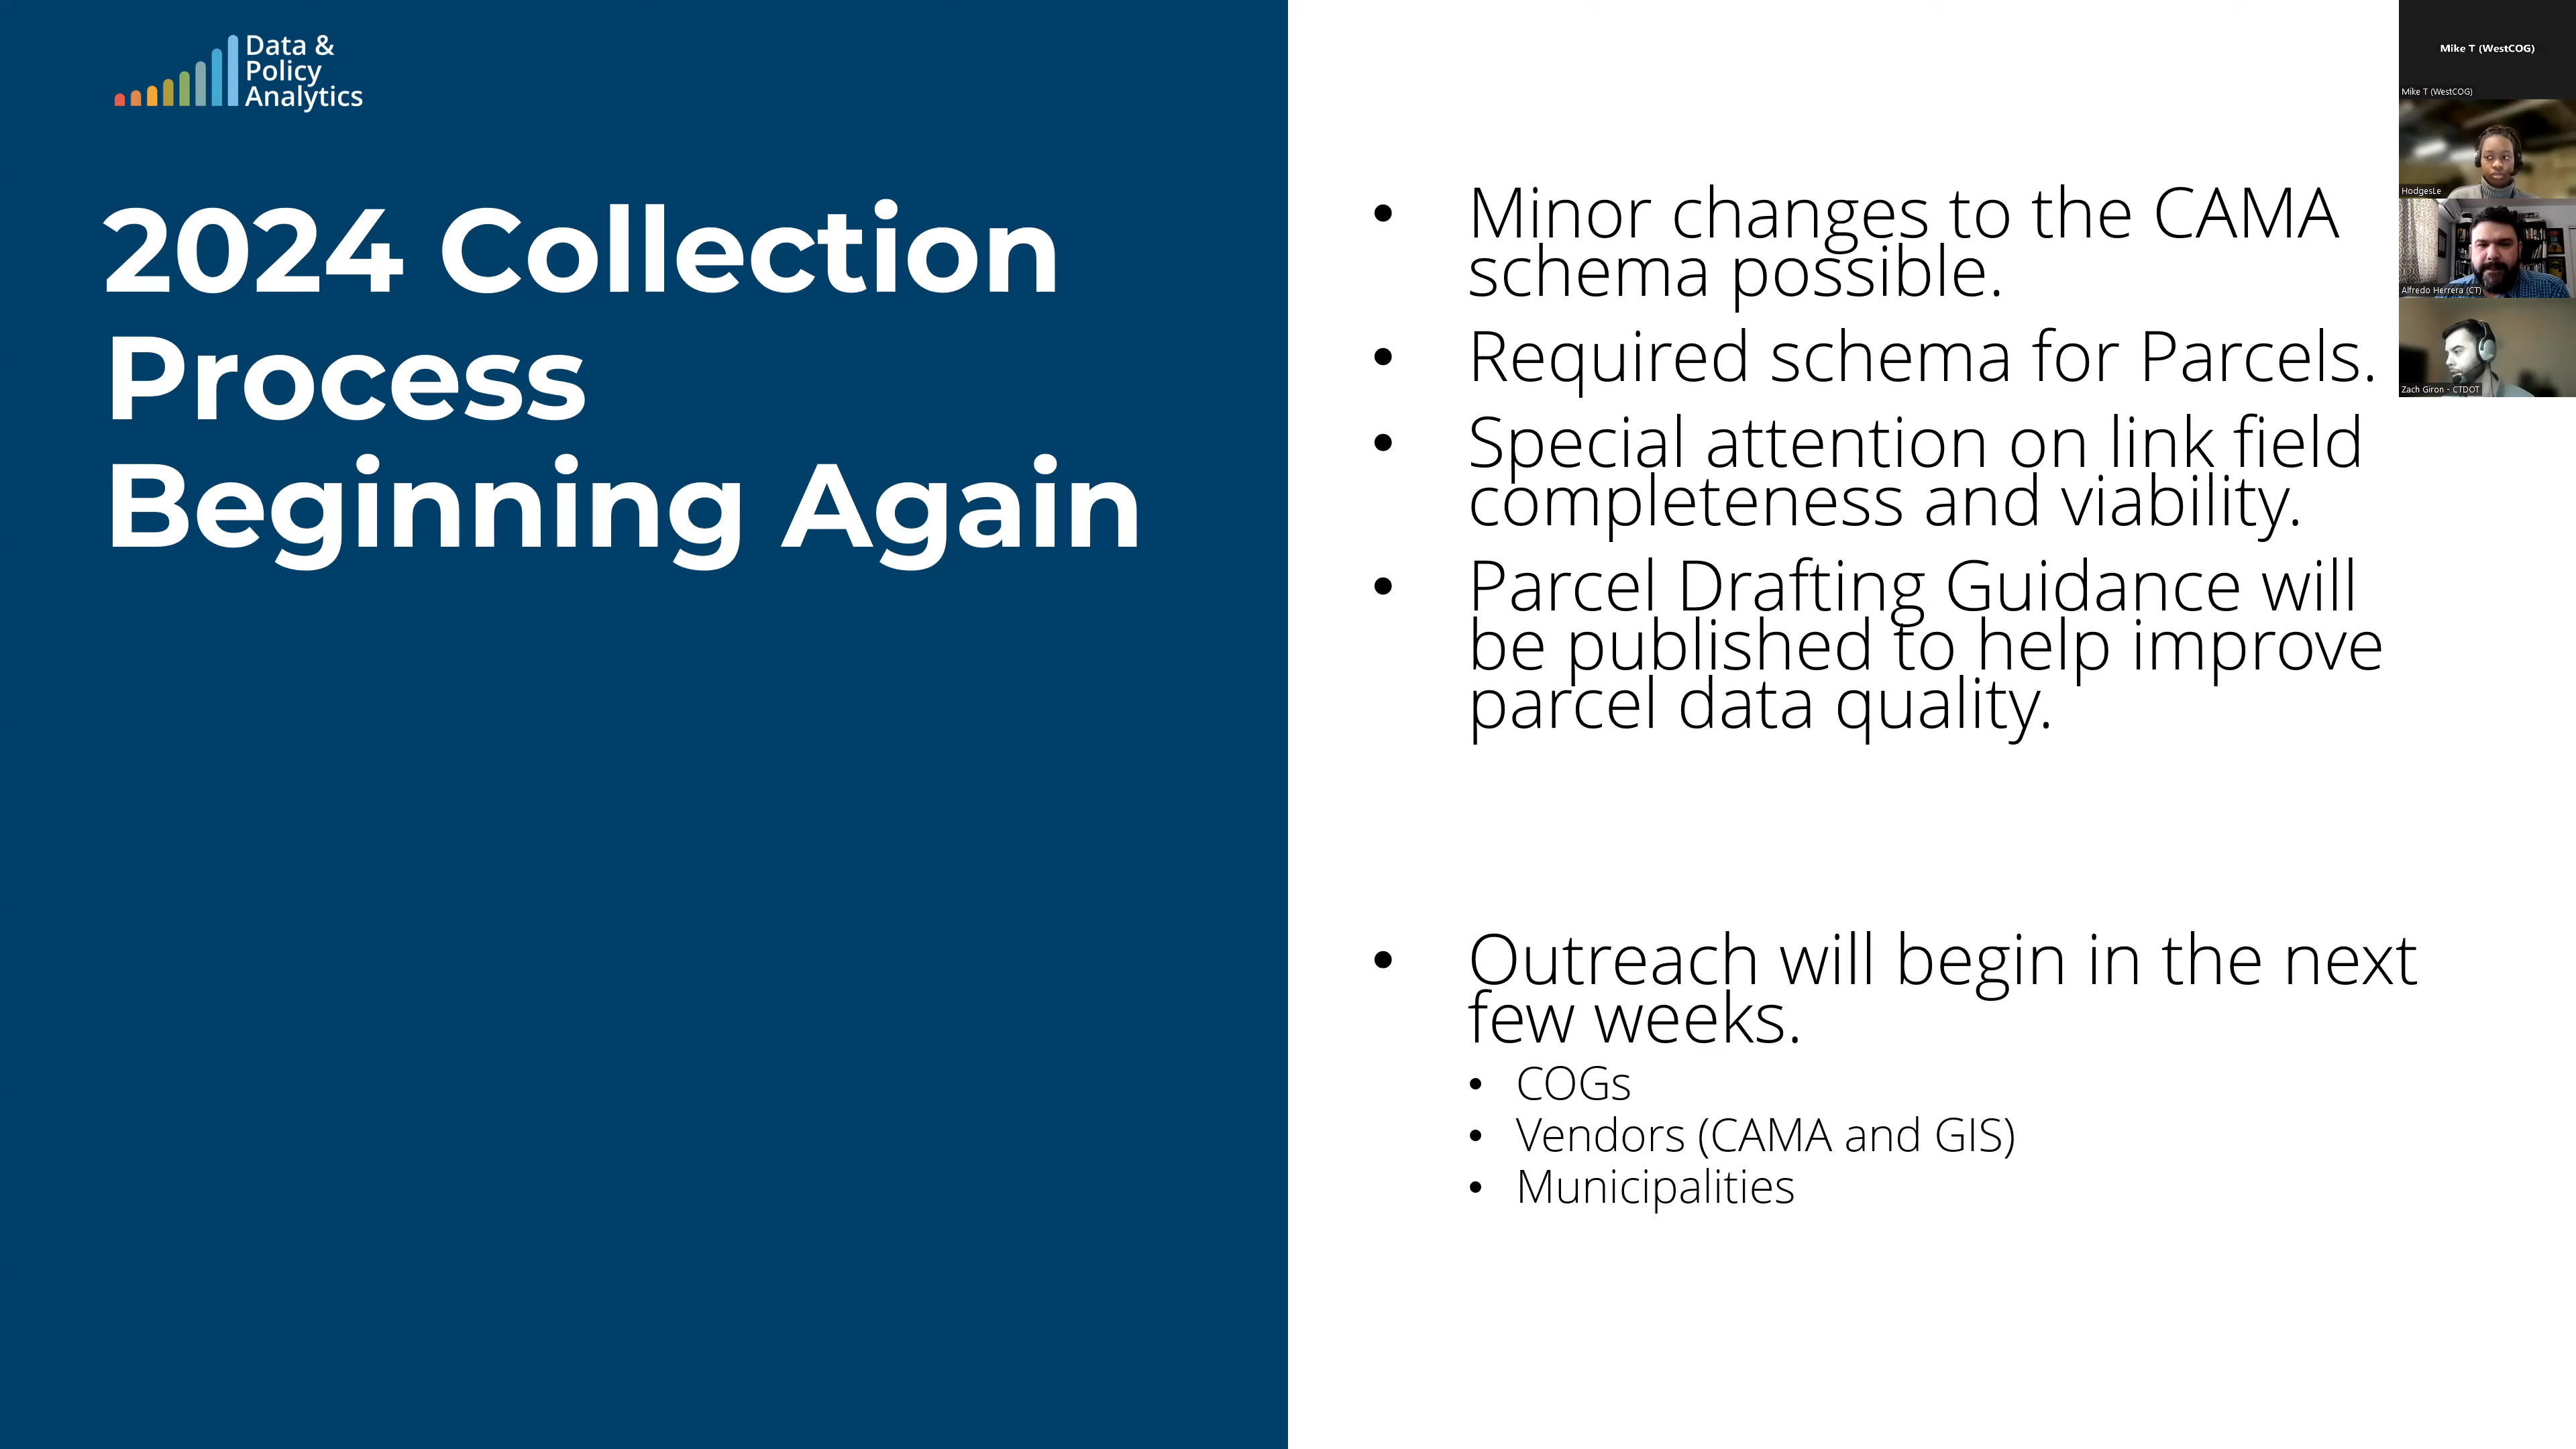 Data &
Policy
Analytics
2024 Collection
Process
Beginning Again
• Minor changes to the CAMA
schema possible.
• Required schema for Parcels.
• Special attention on link field
completeness and viability.
• Parcel Drafting Guidance will
be published to help improve
parcel data quality.
• Outreach will begin in the next
few weeks.
• COGs
• Vendors (CAMA and GIS)
• Municipalities
Mike T (WestCOG)
Mike T (WestCOG)
HodgesLe
Alfredo Herrera (CT)
Zach Giron - CTDOT